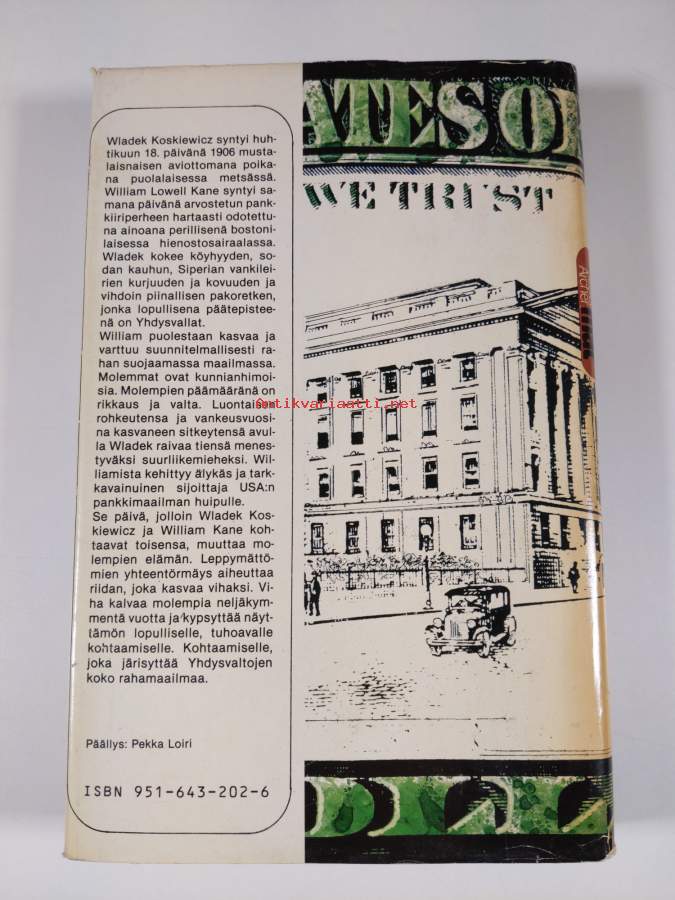 Wladek Koskiewicz syntyi huh-
tikuun 18. päivänä 1906 musta-
laisnaisen aviottomana poika-
na puolalaisessa metsässä.
William Lowell Kane syntyi sa-
mana päivänä arvostetun pank-
kiiriperheen hartaasti odotettu-
na ainoana perillisenä bostoni-
laisessa hienostosairaalassa.
Wladek kokee köyhyyden, so-
dan kauhun, Siperian vankilei-
rien kurjuuden ja kovuuden ja
vihdoin piinallisen pakoretken,
jonka lopullisena päätepistee-
nä on Yhdysvallat.
William puolestaan kasvaa ja
varttuu suunnitelmallisesti ra-
han suojaamassa maailmassa.
Molemmat ovat kunnianhimoi-
sia. Molempien päämääränä on
rikkaus ja valta. Luontaisen
rohkeutensa ja vankeusvuosi-
na kasvaneen sitkeytensä avul-
la Wladek raivaa tiensä menes-
tyväksi suurliikemieheksi. Wil-
liamista kehittyy älykäs ja tark-
kavainuinen sijoittaja USA:n
pankkimaailman huipulle.
Se päivä, jolloin Wladek Kos-
kiewicz ja William Kane koh-
taavat toisensa, muuttaa mo-
lempien elämän. Leppymättö-
mien yhteentörmäys aiheuttaa
riidan, joka kasvaa vihaksi. Vi-
ha kalvaa molempia neljäkym-
mentä vuotta ja kypsyttää näyt-
tämön lopulliselle, tuhoavalle
kohtaamiselle. Kohtaamiselle,
joka järisyttää Yhdysvaltojen
koko rahamaailmaa.
Päällys: Pekka Loiri
ISBN 951-643-202-6
ATES O
WE TRUST
Archer
antikvariaatti.net